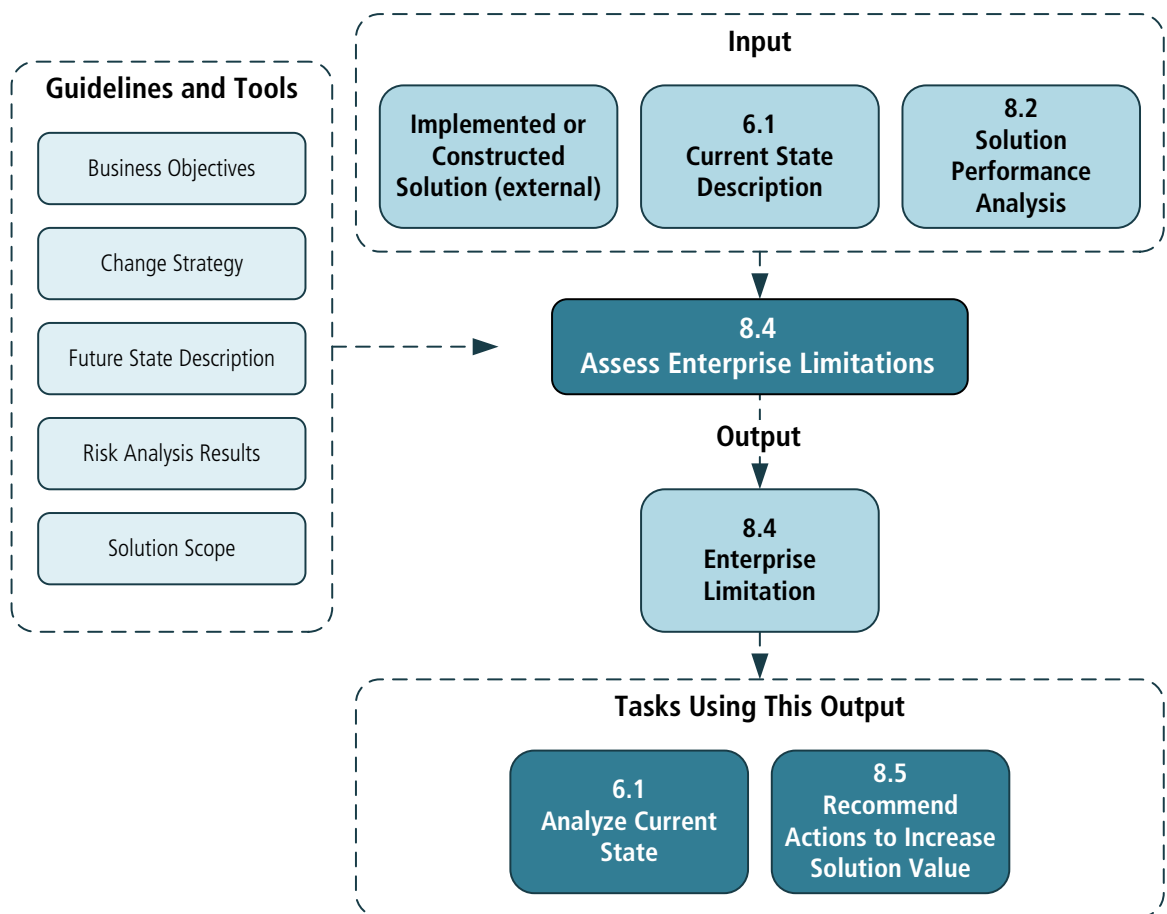 Input
Guidelines and Tools
Business Objectives
Change Strategy
Future State Description
Risk Analysis Results
Solution Scope
Implemented or
Constructed
Solution (external)
6.1
Current State
Description
8.2
Solution
Performance
Analysis
8.4
Assess Enterprise Limitations
Output
8.4
Enterprise
Limitation
Tasks Using This Output
6.1
Analyze Current
State
8.5
Recommend
Actions to Increase
Solution Value